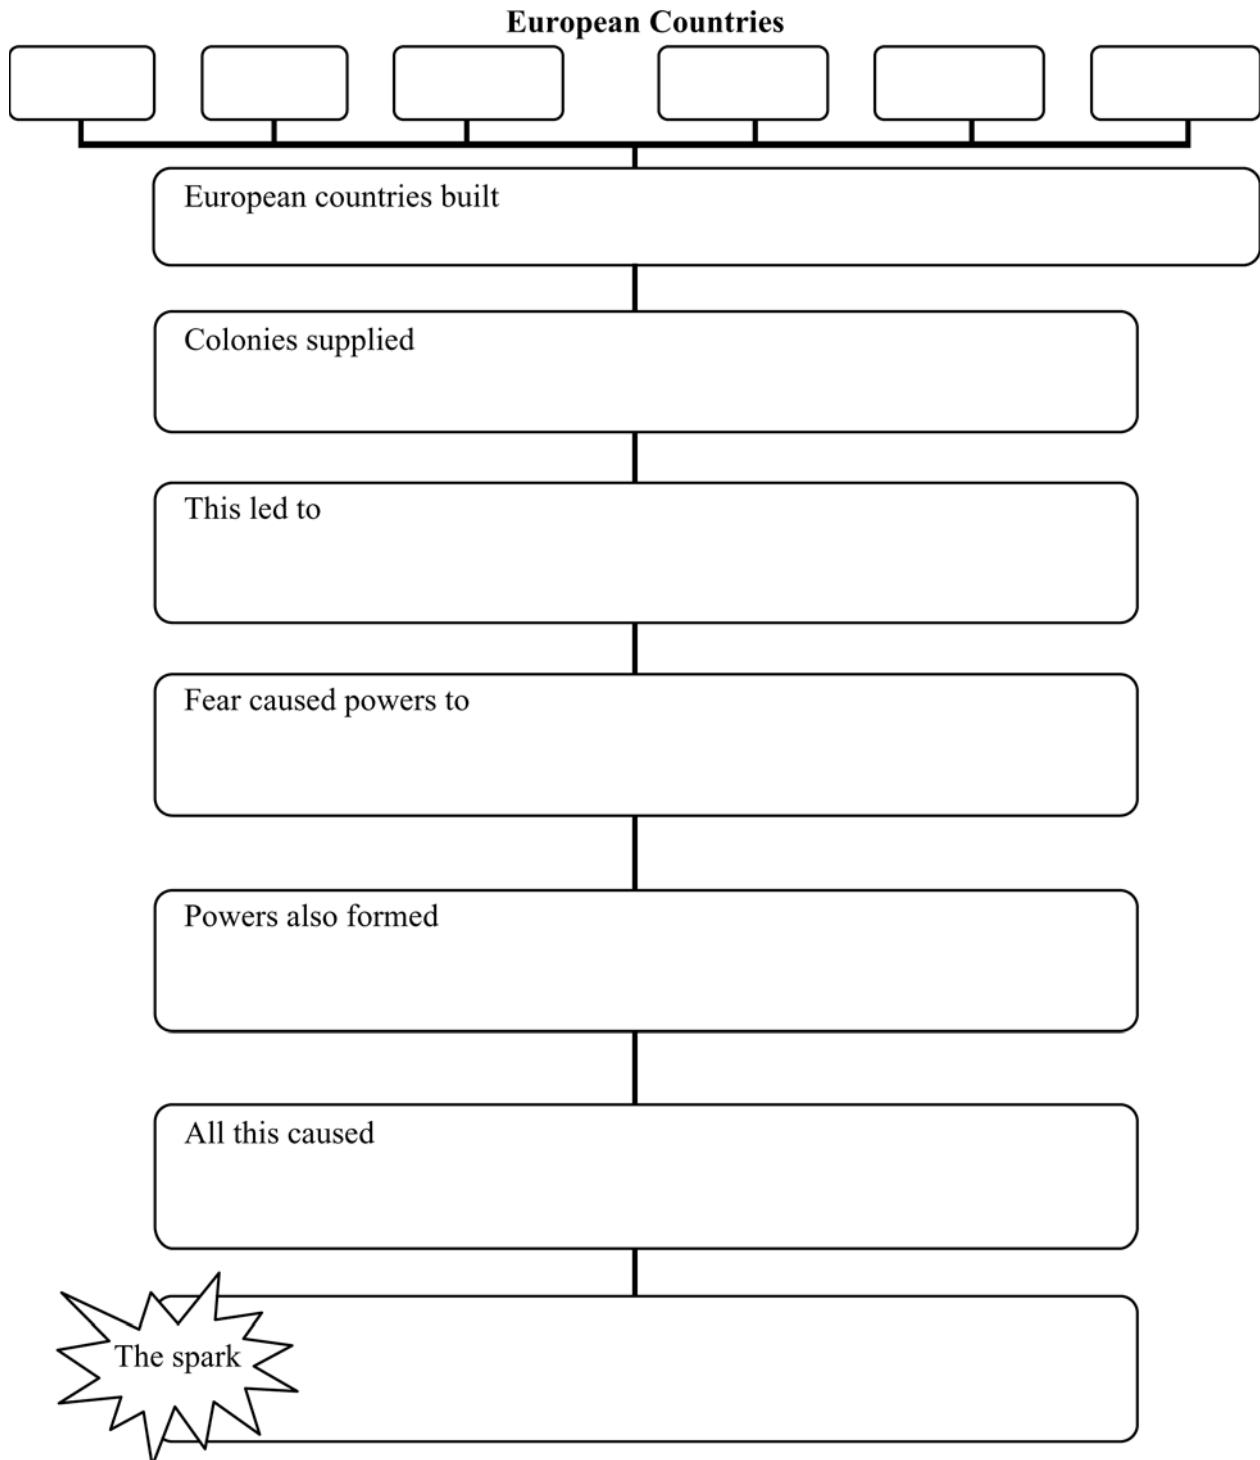 European Countries
European countries built
Colonies supplied
This led to
Fear caused powers to
Powers also formed
All this caused
The spark